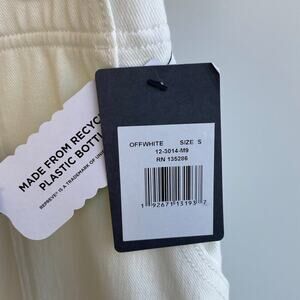 MADE FROM RECYC
PLASTIC BOTTL
REPREVE® IS A TRADEMARK OF UNI
OFFWHITE SIZE S
12-3014-M9
RN 135286
1 92671 13193 7